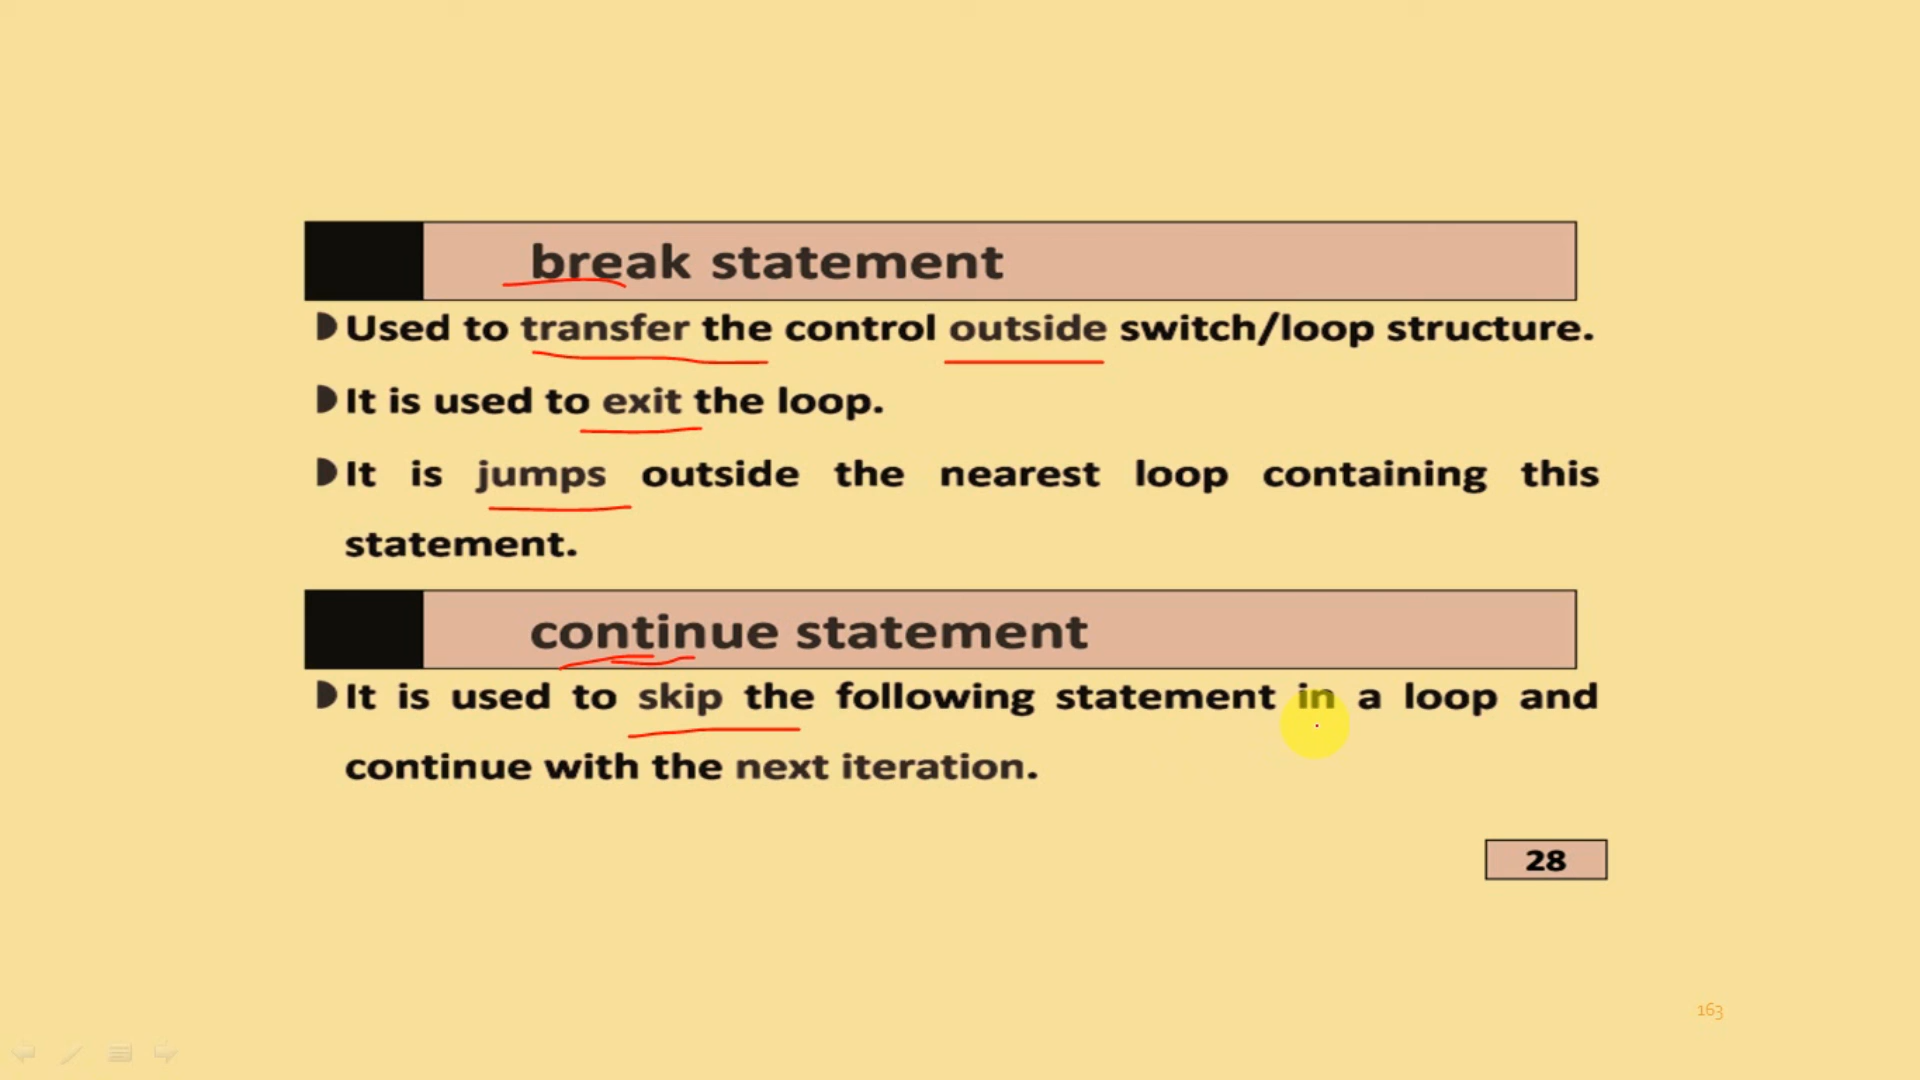 break statement
Used to transfer the control outside switch/loop structure.
It is used to exit the loop.
It is jumps outside the nearest loop containing this
statement.
continue statement
It is used to skip the following statement in a loop and
continue with the next iteration.
28
163